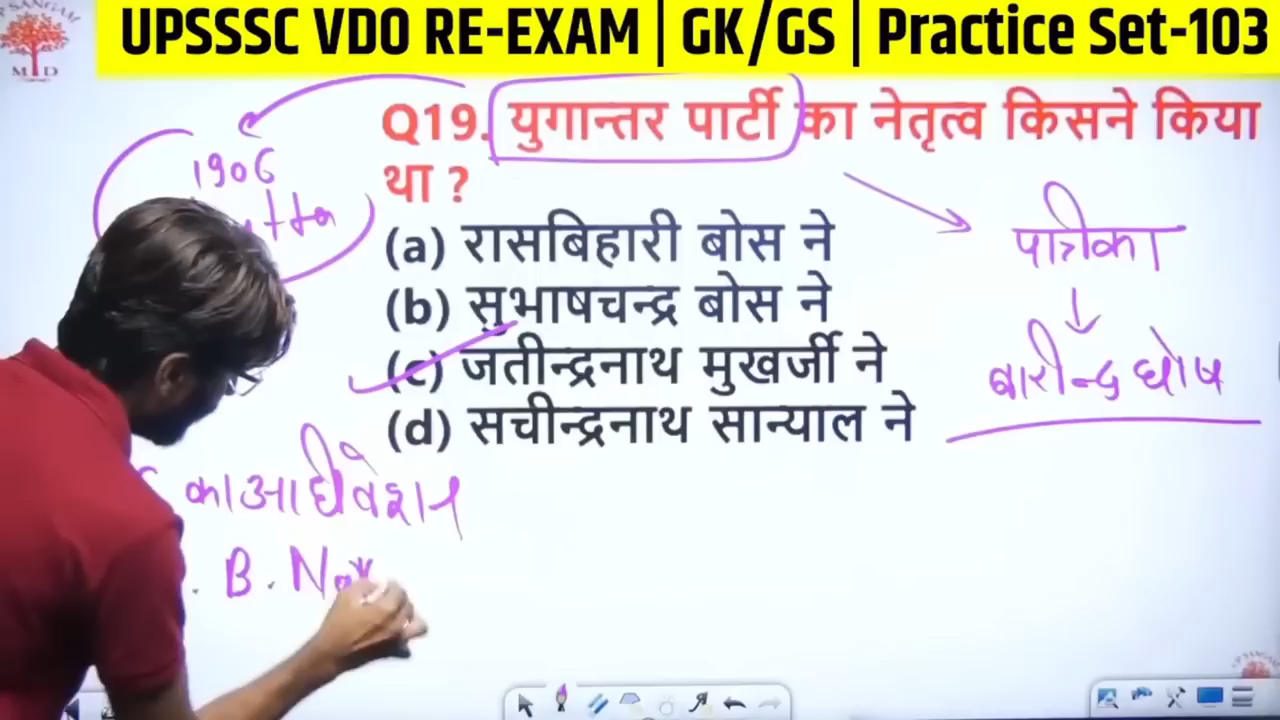 UPSSSC VDO RE-EXAM | GK/GS | Practice Set-103
Q19. युगान्तर पार्टी का नेतृत्व किसने किया
था ?
(a) रासबिहारी बोस ने
(b) सुभाषचन्द्र बोस ने
(c) जतीन्द्रनाथ मुखर्जी ने
(d) सचीन्द्रनाथ सान्याल ने
1906
पत्रिका
बारीन्द्र घोष
का अधिवेशन
B.